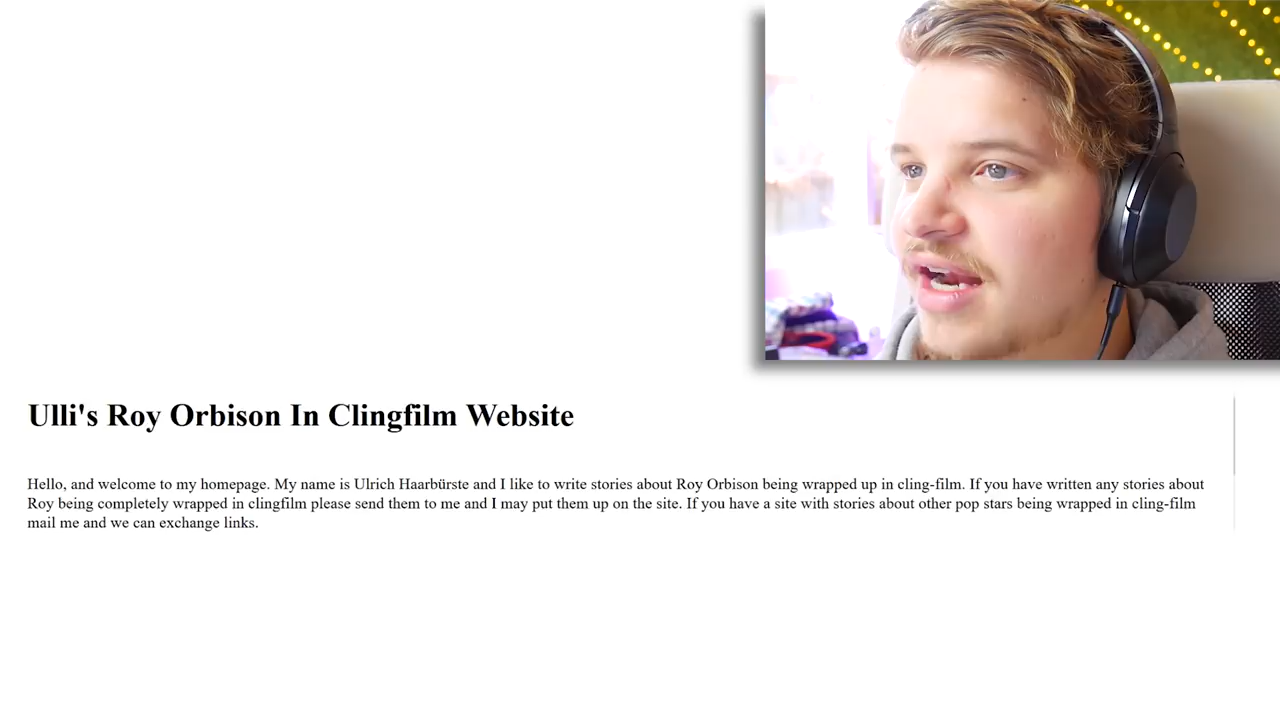 Ulli's Roy Orbison In Clingfilm Website
Hello, and welcome to my homepage. My name is Ulrich Haarbürste and I like to write stories about Roy Orbison being wrapped up in cling-film. If you have written any stories about
Roy being completely wrapped in clingfilm please send them to me and I may put them up on the site. If you have a site with stories about other pop stars being wrapped in cling-film
mail me and we can exchange links.